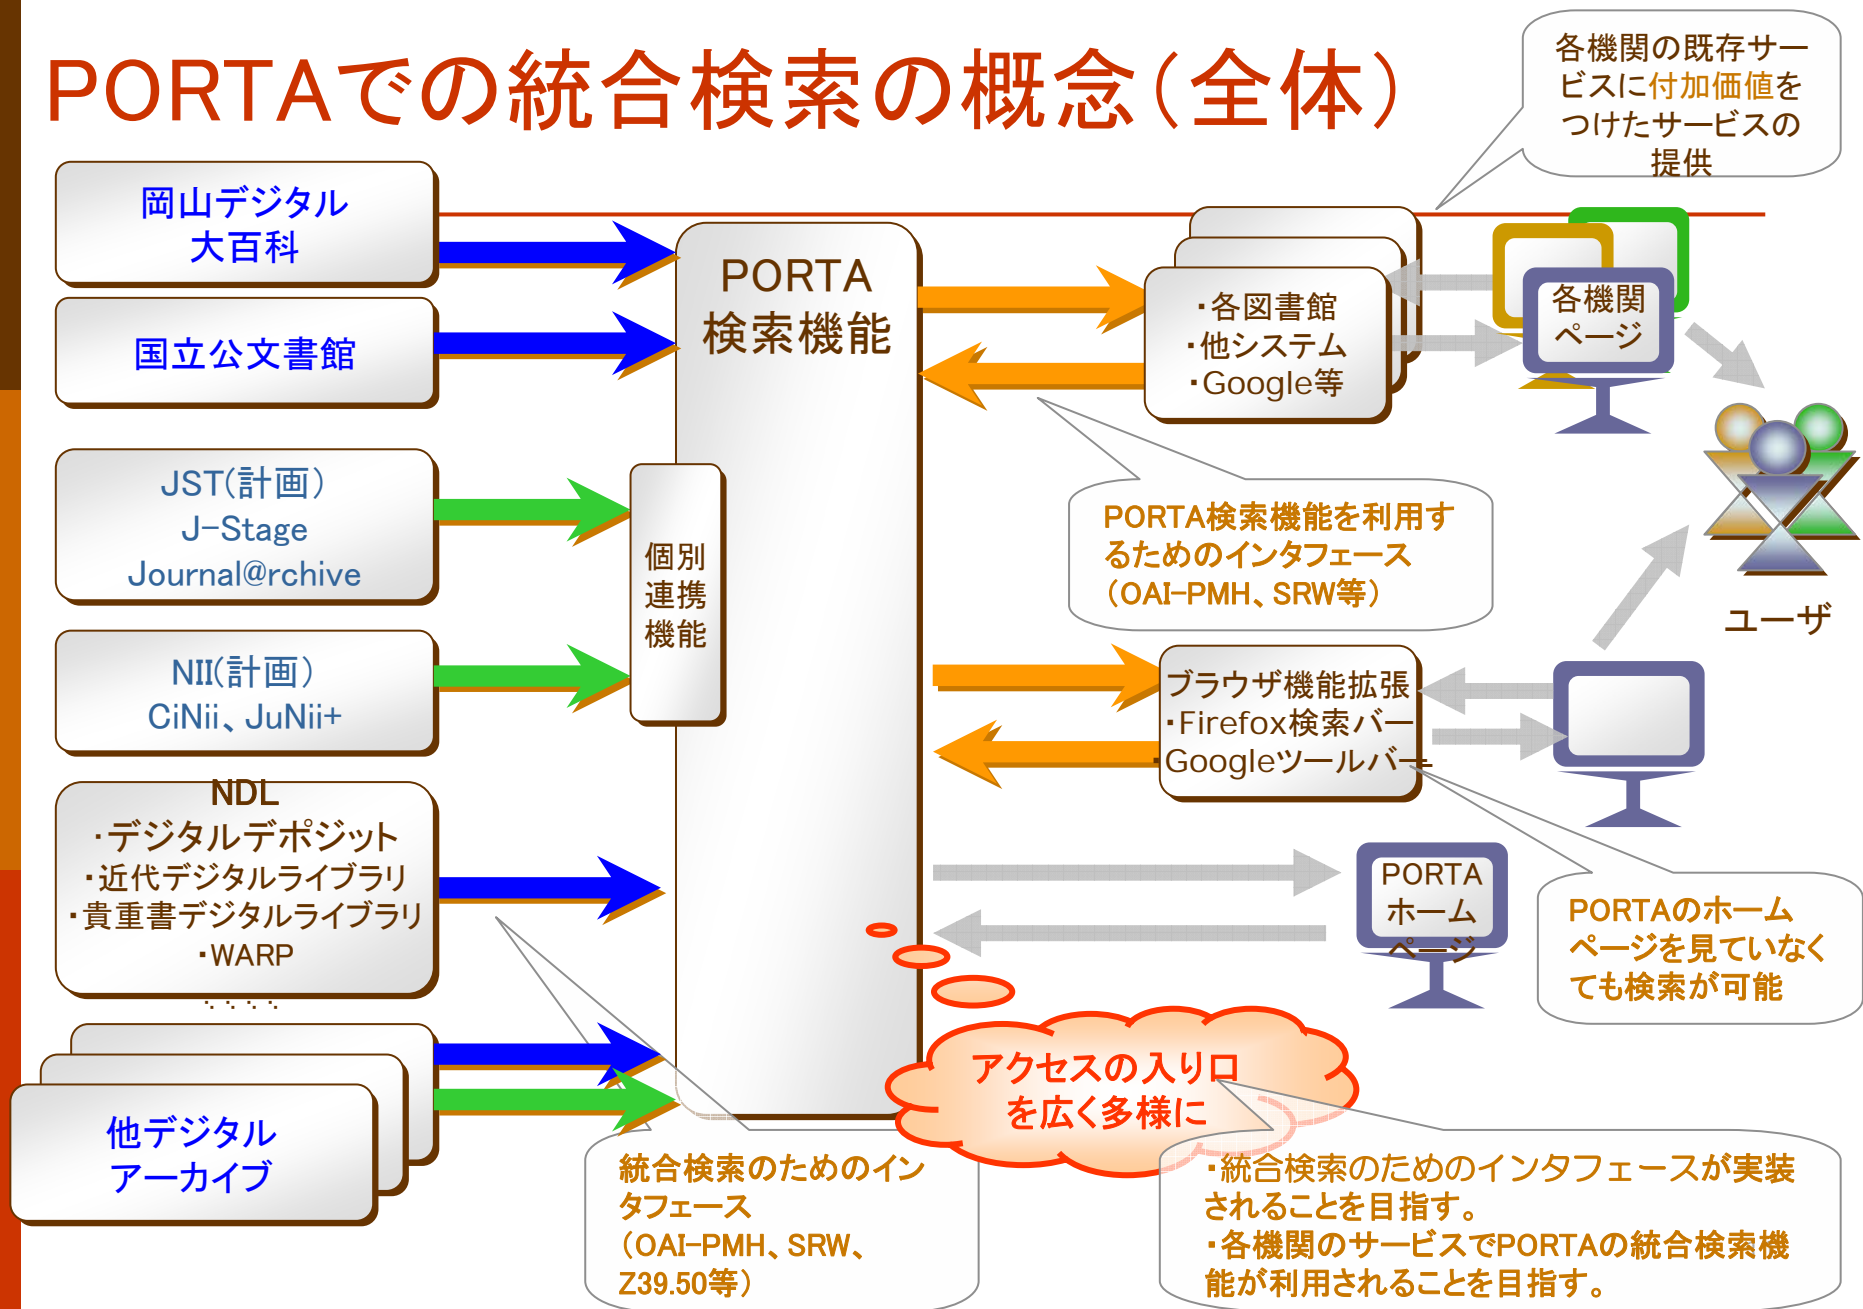 PORTAでの統合検索の概念（全体）
各機関の既存サー
ビスに付加価値を
つけたサービスの
提供
岡山デジタル
大百科
国立公文書館
JST(計画）
J-Stage
Journal@rchive
NII(計画）
CiNii、JuNii+
NDL
・デジタルデポジット
・近代デジタルライブラリ
・貴重書デジタルライブラリ
・WARP
・・・・
他デジタル
アーカイブ
個別
連携
機能
PORTA
検索機能
・各図書館
・他システム
・Google等
各機関
ページ
PORTA検索機能を利用す
るためのインタフェース
（OAI-PMH、SRW等）
ユーザ
ブラウザ機能拡張
・Firefox検索バー
・Googleツールバー
PORTA
ホーム
ページ
PORTAのホーム
ページを見ていなく
ても検索が可能
アクセスの入り口
を広く多様に
統合検索のためのイン
タフェース
（OAI-PMH、SRW、
Z39.50等）
・統合検索のためのインタフェースが実装
されることを目指す。
・各機関のサービスでPORTAの統合検索機
能が利用されることを目指す。